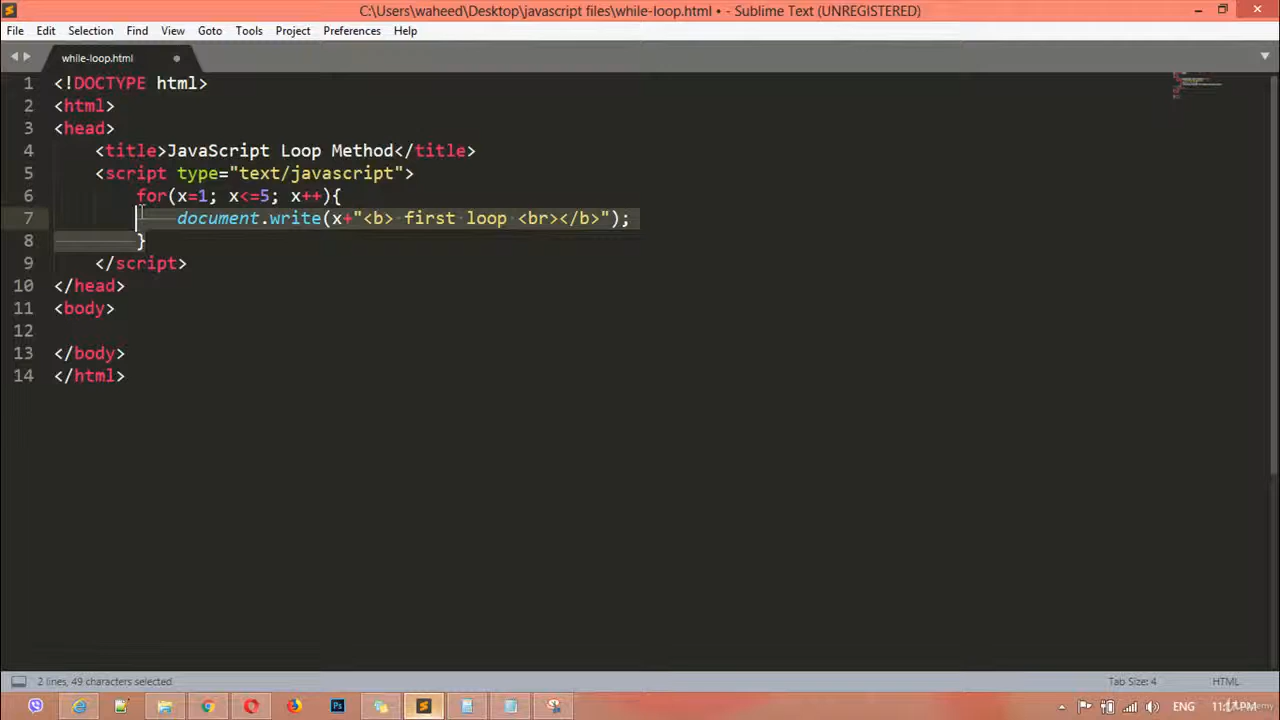 C:\Users\waheed\Desktop\javascript files\while-loop.html • - Sublime Text (UNREGISTERED)
File Edit Selection Find View Goto Tools Project Preferences Help
while-loop.html
1 <!DOCTYPE html>
2 <html>
3 <head>
4 <title>JavaScript Loop Method</title>
5 <script type="text/javascript">
6 for(x=1; x<=5; x++){
7 document.write(x+"<b> first loop <br></b>");
8 }
9 </script>
10 </head>
11 <body>
12
13 </body>
14 </html>
2 lines, 49 characters selected Tab Size: 4 HTML
Ps ENG